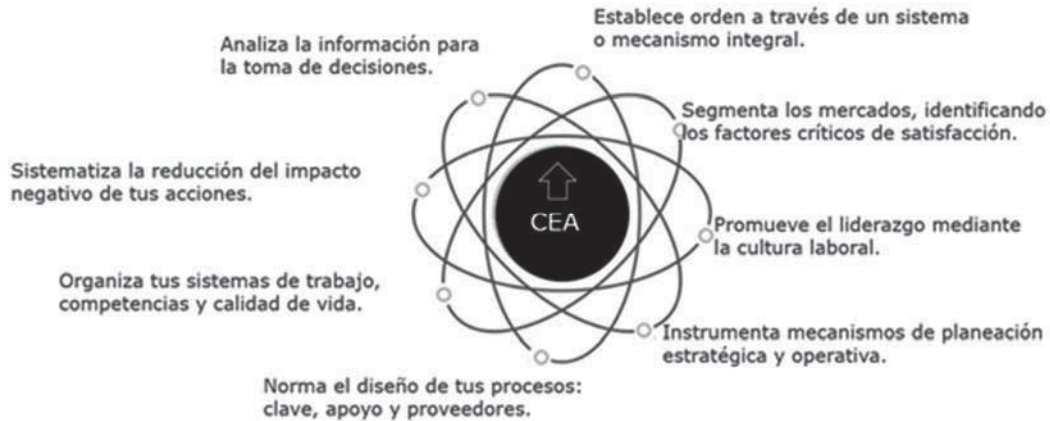 Establece orden a través de un sistema
o mecanismo integral.
Analiza la información para
la toma de decisiones.
Segmenta los mercados, identificando
los factores críticos de satisfacción.
Sistematiza la reducción del impacto
negativo de tus acciones.
CEA
Promueve el liderazgo mediante
la cultura laboral.
Organiza tus sistemas de trabajo,
competencias y calidad de vida.
Instrumenta mecanismos de planeación
estratégica y operativa.
Norma el diseño de tus procesos:
clave, apoyo y proveedores.